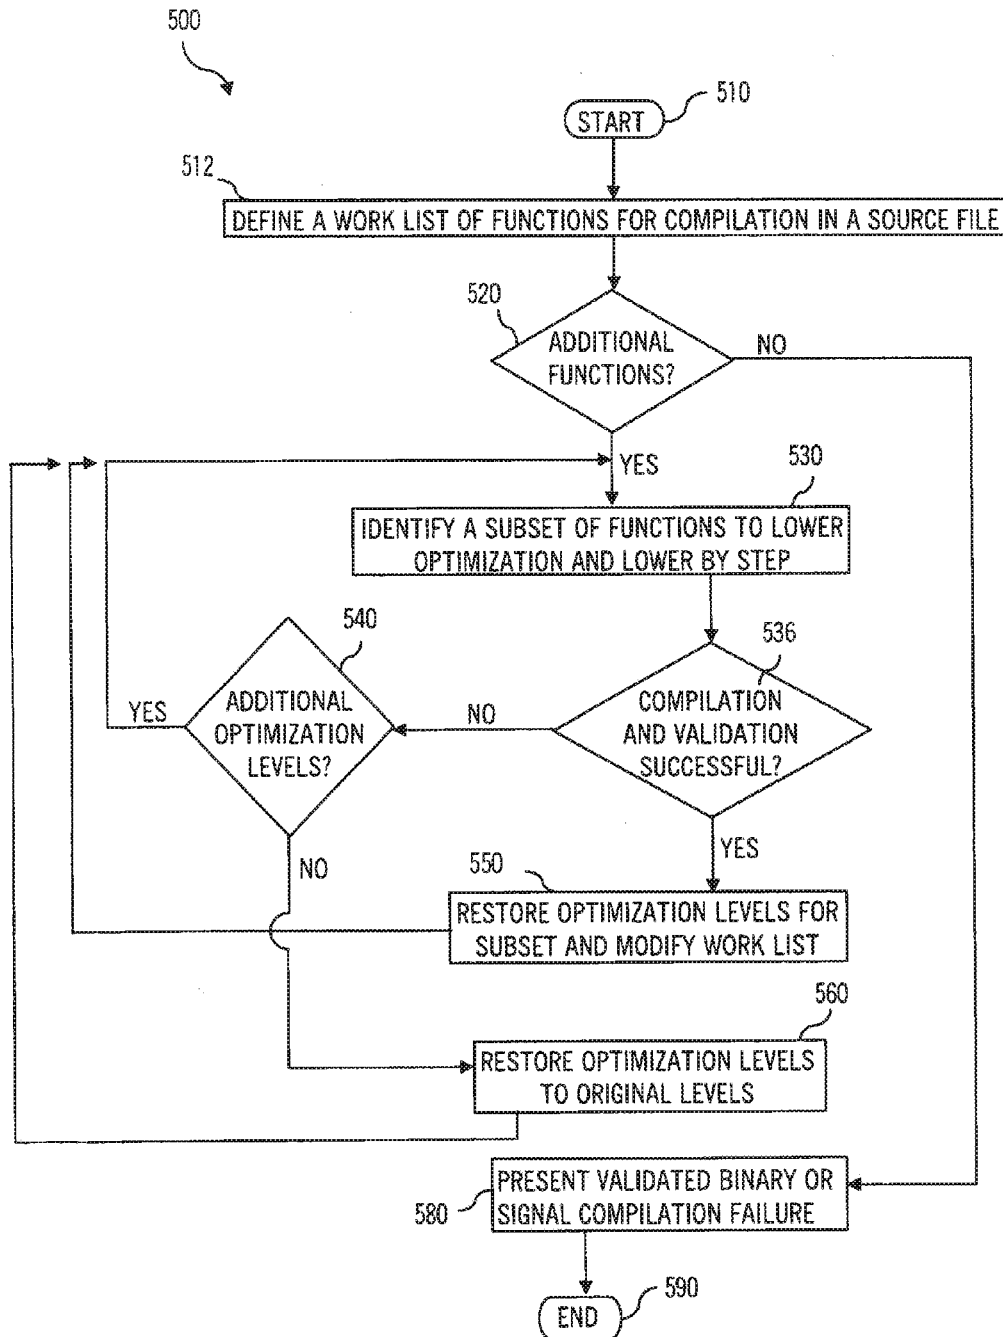 500
510
START
512
DEFINE A WORK LIST OF FUNCTIONS FOR COMPILATION IN A SOURCE FILE
520
ADDITIONAL
FUNCTIONS?
NO
YES
530
IDENTIFY A SUBSET OF FUNCTIONS TO LOWER
OPTIMIZATION AND LOWER BY STEP
540
ADDITIONAL
OPTIMIZATION
LEVELS?
YES
NO
536
COMPILATION
AND VALIDATION
SUCCESSFUL?
NO
YES
550
RESTORE OPTIMIZATION LEVELS FOR
SUBSET AND MODIFY WORK LIST
560
RESTORE OPTIMIZATION LEVELS
TO ORIGINAL LEVELS
580
PRESENT VALIDATED BINARY OR
SIGNAL COMPILATION FAILURE
END
590